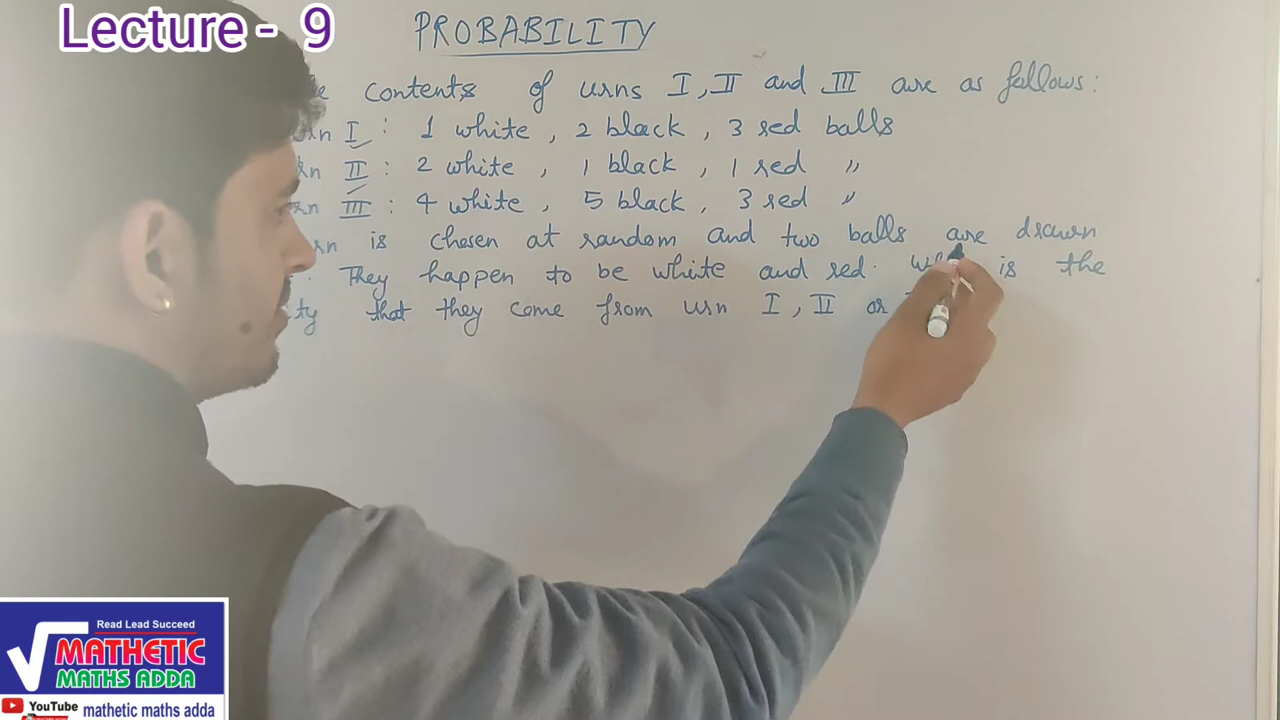 Lecture - 9
PROBABILITY
contents of urns I, II and III are as follows:
I : 1 white, 2 black, 3 red balls
II : 2 white, 1 black, 1 red "
III : 4 white, 5 black, 3 red "
is chosen at random and two balls are drawn
They happen to be white and red. is the
that they come from urn I, II or
Read Lead Succeed
MATHETIC
MATHS ADDA
YouTube
mathetic maths adda